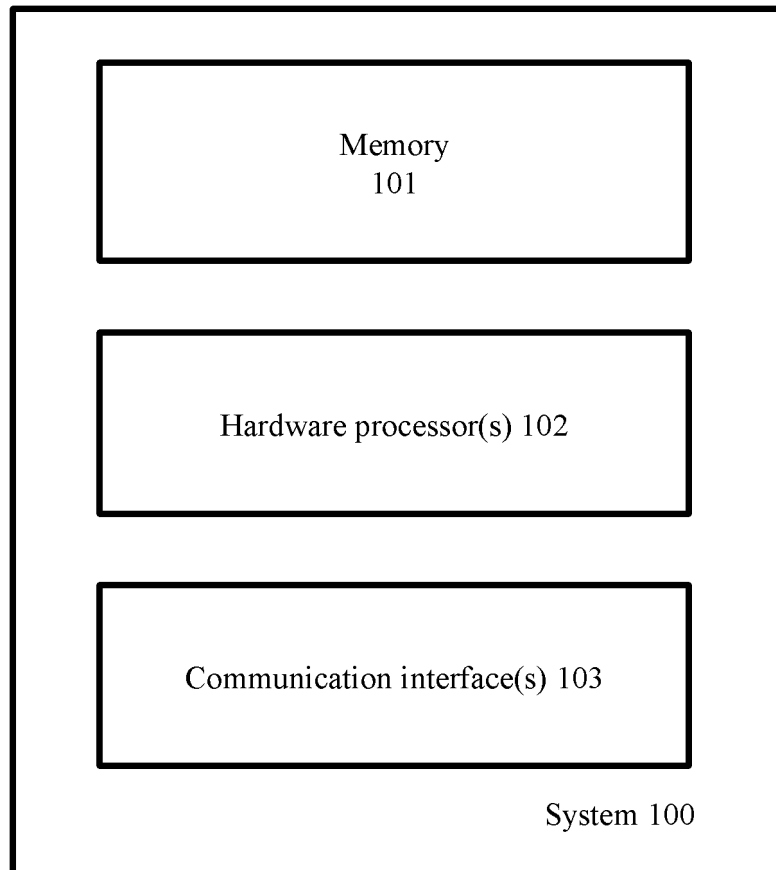 Memory
101
Hardware processor(s) 102
Communication interface(s) 103
System 100